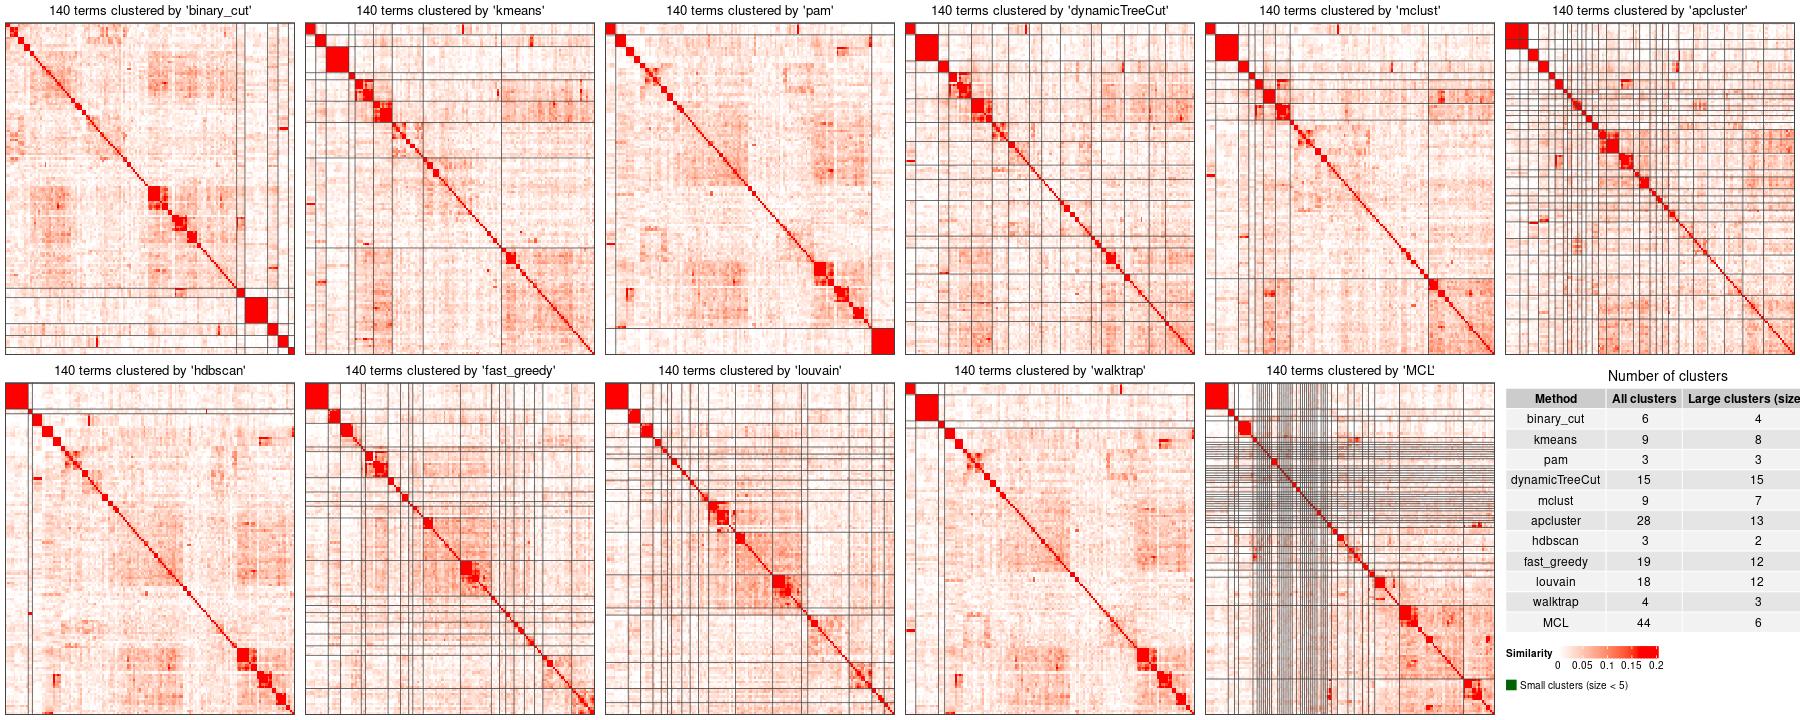 140 terms clustered by 'binary_cut'
140 terms clustered by 'kmeans'
140 terms clustered by 'pam'
140 terms clustered by 'dynamicTreeCut'
140 terms clustered by 'mclust'
140 terms clustered by 'apcluster'
140 terms clustered by 'hdbscan'
140 terms clustered by 'fast_greedy'
140 terms clustered by 'louvain'
140 terms clustered by 'walktrap'
140 terms clustered by 'MCL'
Number of clusters
Method All clusters Large clusters (size
binary_cut 6 4
kmeans 9 8
pam 3 3
dynamicTreeCut 15 15
mclust 9 7
apcluster 28 13
hdbscan 3 2
fast_greedy 19 12
louvain 18 12
walktrap 4 3
MCL 44 6
Similarity
0 0.05 0.1 0.15 0.2
Small clusters (size < 5)